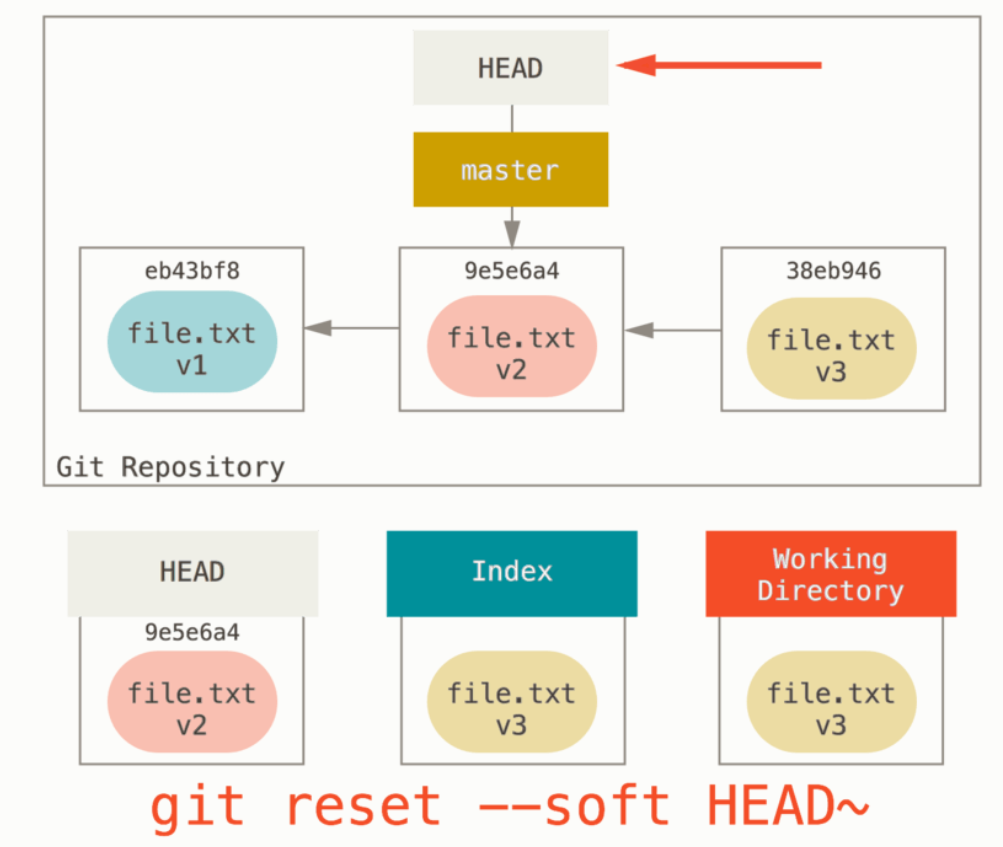 HEAD
master
eb43bf8
file.txt
v1
9e5e6a4
file.txt
v2
38eb946
file.txt
v3
Git Repository
HEAD
9e5e6a4
file.txt
v2
Index
file.txt
v3
Working
Directory
file.txt
v3
git reset --soft HEAD~